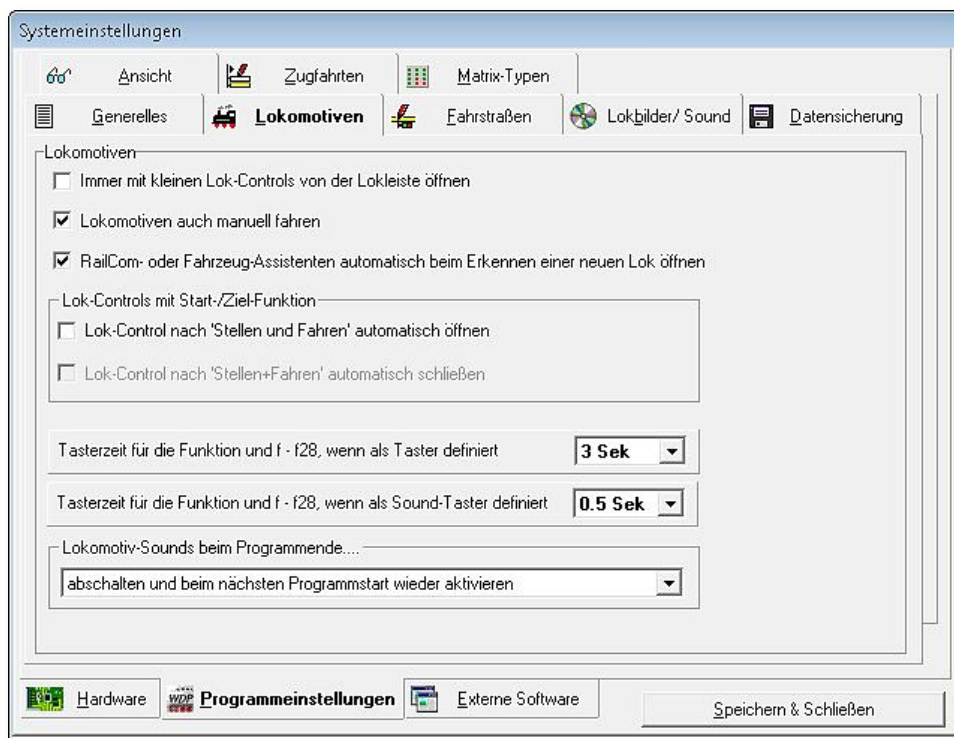 Systemeinstellungen
Ansicht
Zugfahrten
Matrix-Typen
Generelles
Lokomotiven
Fahrstraßen
Lokbilder/ Sound
Datensicherung
Lokomotiven
Immer mit kleinen Lok-Controls von der Lokleiste öffnen
Lokomotiven auch manuell fahren
RailCom- oder Fahrzeug-Assistenten automatisch beim Erkennen einer neuen Lok öffnen
Lok-Controls mit Start-/Ziel-Funktion
Lok-Control nach 'Stellen und Fahren' automatisch öffnen
Lok-Control nach 'Stellen+Fahren' automatisch schließen
Tasterzeit für die Funktion und f - f28, wenn als Taster definiert
3 Sek
Tasterzeit für die Funktion und f - f28, wenn als Sound-Taster definiert
0.5 Sek
Lokomotiv-Sounds beim Programmende....
abschalten und beim nächsten Programmstart wieder aktivieren
Hardware
WDP
Programmeinstellungen
Externe Software
Speichern & Schließen